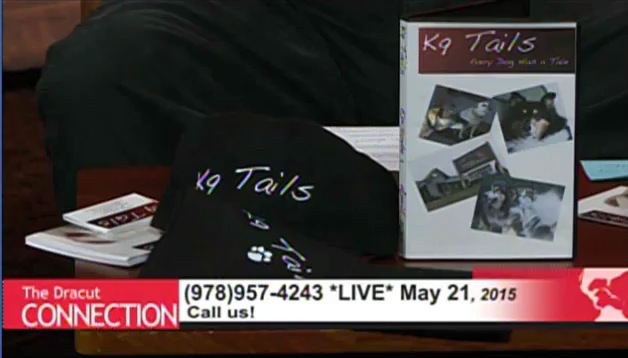 K9 Tails
Every Dog Has a Tale
K9 Tails
Tai
The Dracut
CONNECTION
(978)957-4243 *LIVE* May 21, 2015
Call us!